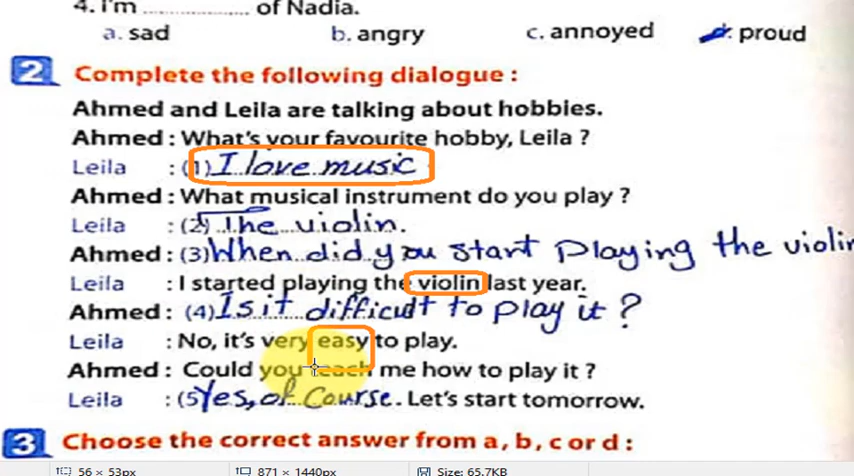 4. I'm .............. of Nadia.
a. sad b. angry c. annoyed d. proud
2 Complete the following dialogue :
Ahmed and Leila are talking about hobbies.
Ahmed : What's your favourite hobby, Leila ?
Leila : (1) I love music
Ahmed : What musical instrument do you play ?
Leila : (2) The violin.
Ahmed : (3) When did you start playing the violin
Leila : I started playing the violin last year.
Ahmed : (4) Is it difficult to play it ?
Leila : No, it's very easy to play.
Ahmed : Could you teach me how to play it ?
Leila : (5) Yes, of Course. Let's start tomorrow.
3 Choose the correct answer from a, b, c or d :
56 × 53px 871 × 1440px Size: 65.7KB